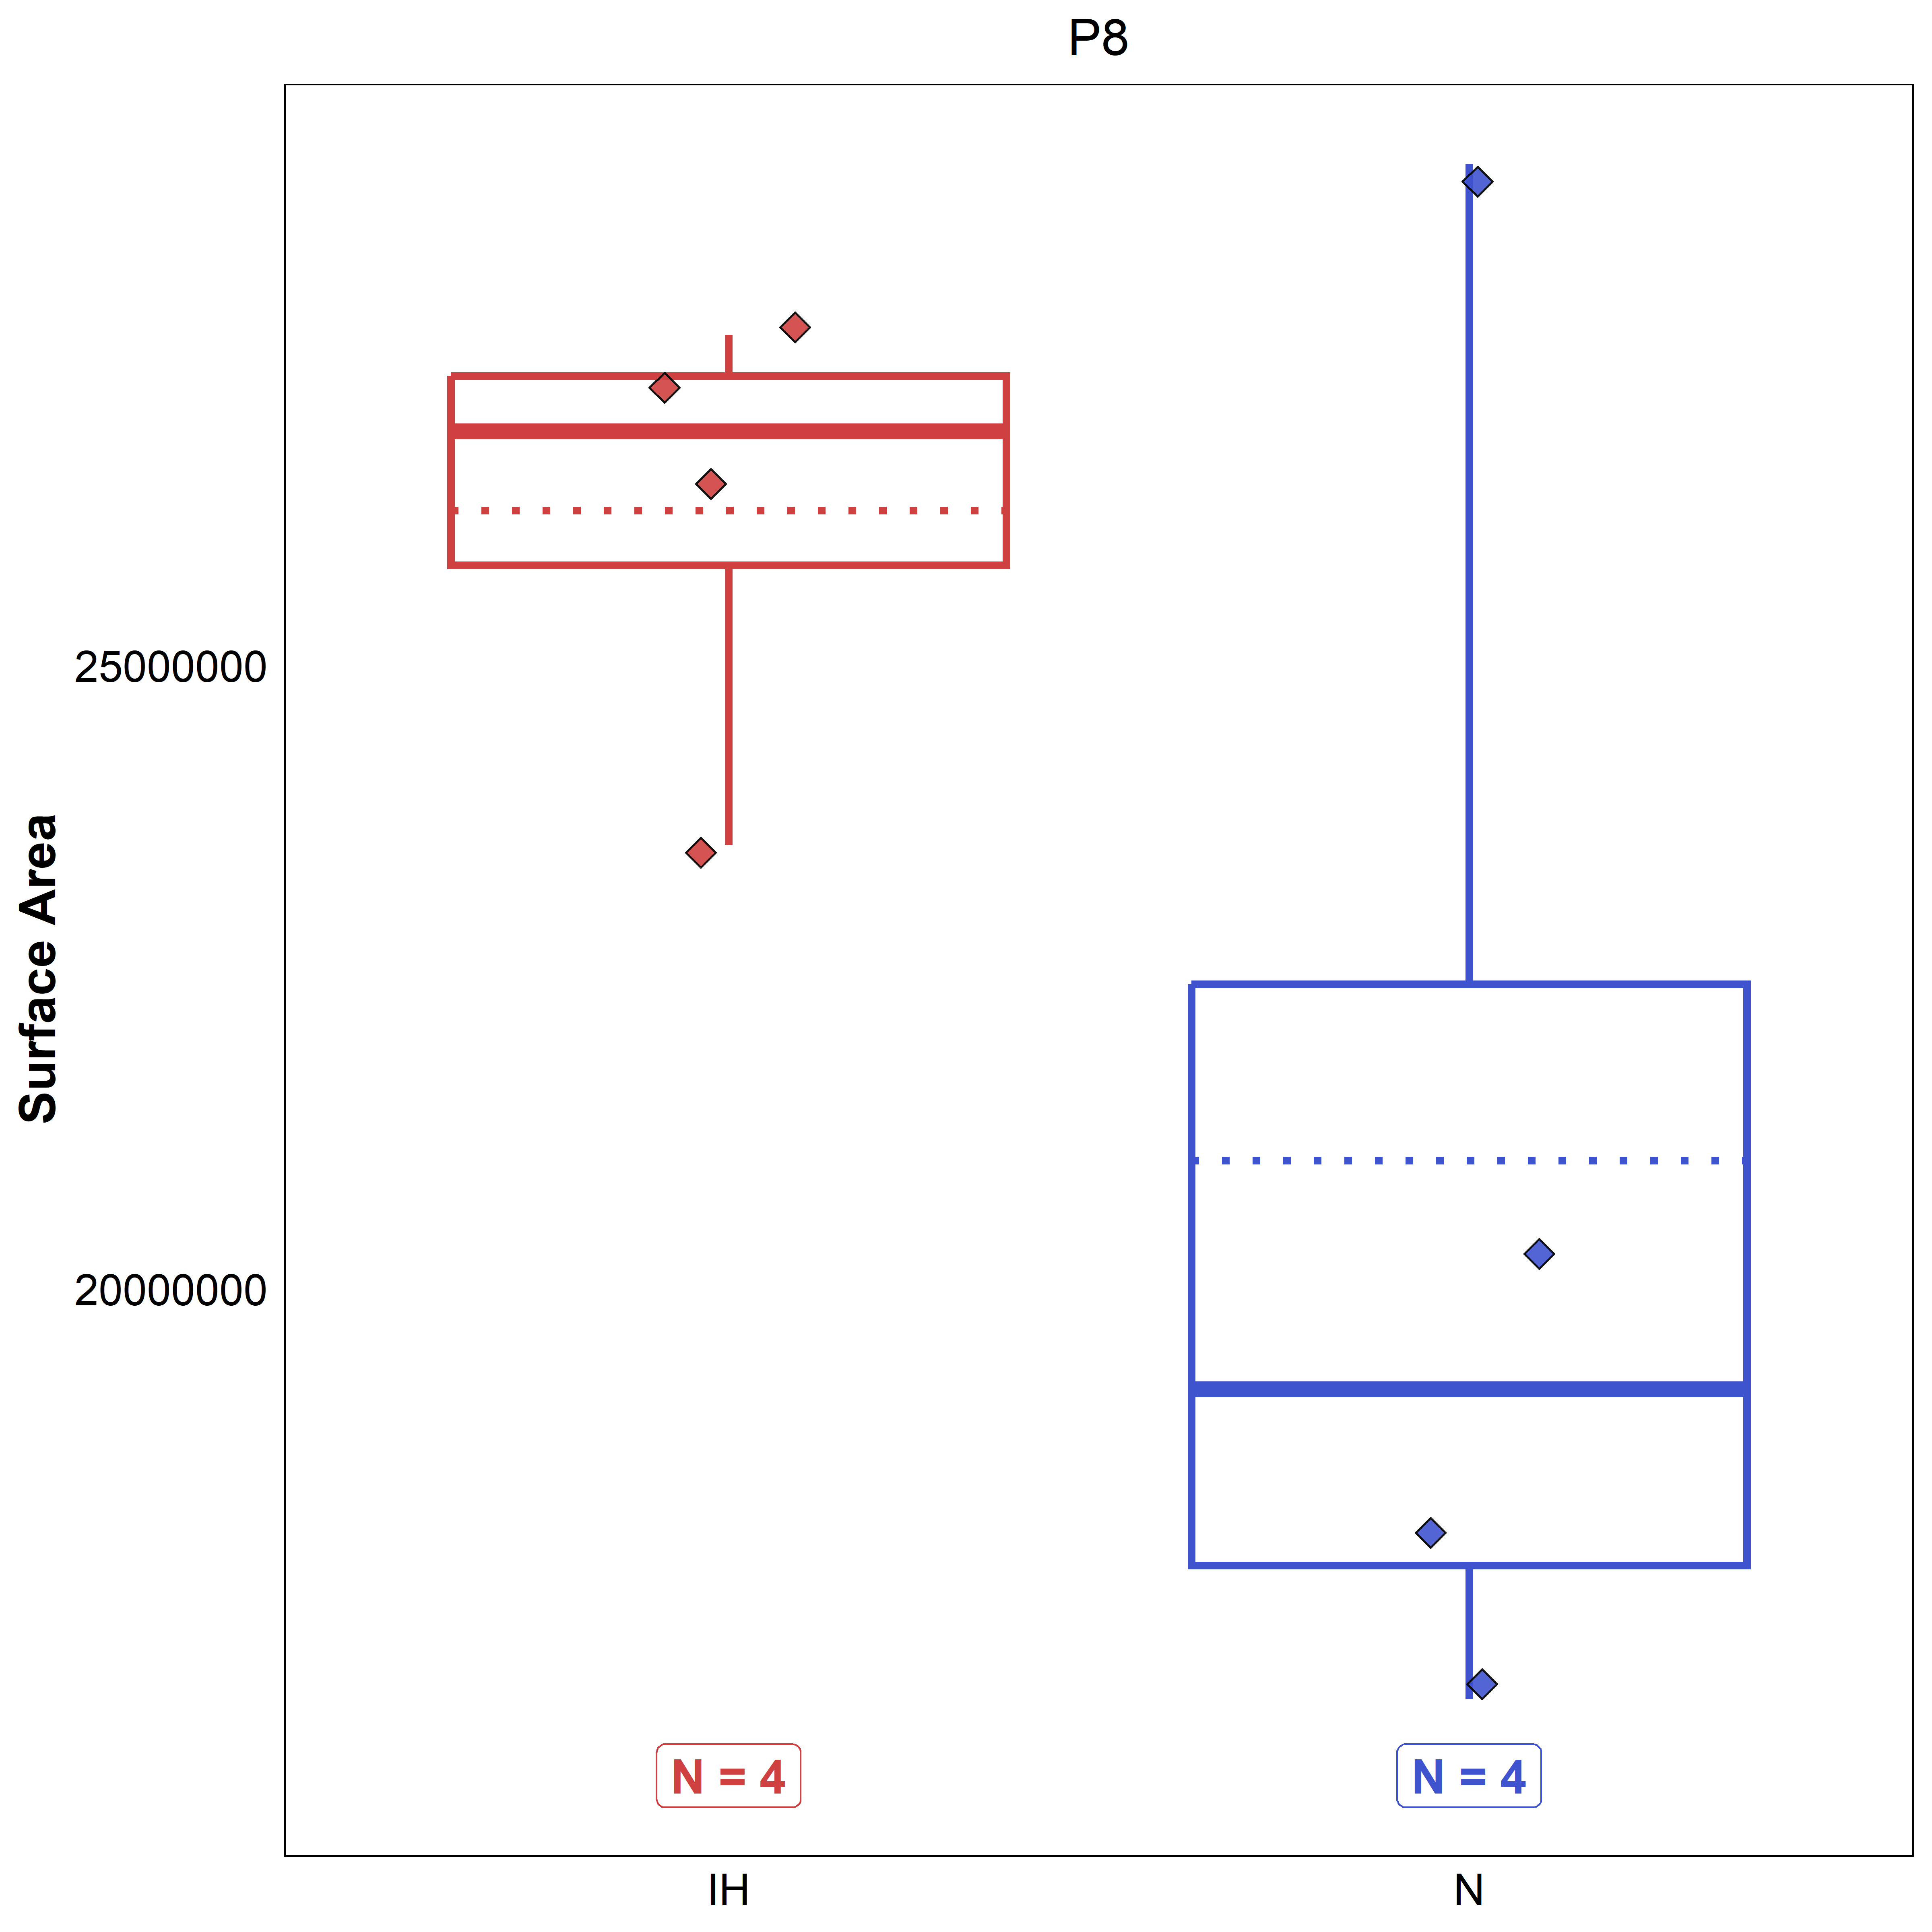 P8
Surface Area
25000000
20000000
N = 4
N = 4
IH
N